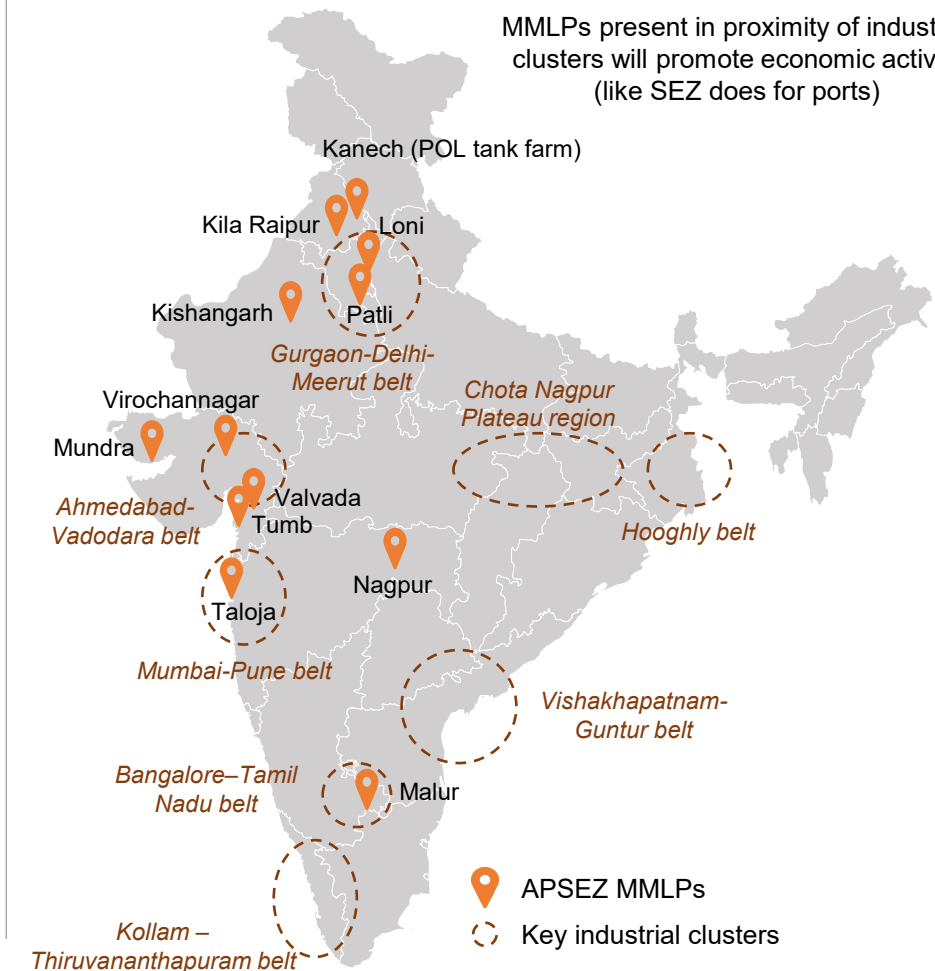 MMLPs present in proximity of indust
clusters will promote economic activ
(like SEZ does for ports)
Kanech (POL tank farm)
Kila Raipur
Loni
Kishangarh
Patli
Gurgaon-Delhi-
Meerut belt
Chota Nagpur
Plateau region
Virochannagar
Mundra
Valvada
Ahmedabad-
Vadodara belt
Tumb
Hooghly belt
Nagpur
Taloja
Mumbai-Pune belt
Vishakhapatnam-
Guntur belt
Bangalore–Tamil
Nadu belt
Malur
APSEZ MMLPs
Kollam –
Thiruvananthapuram belt
Key industrial clusters